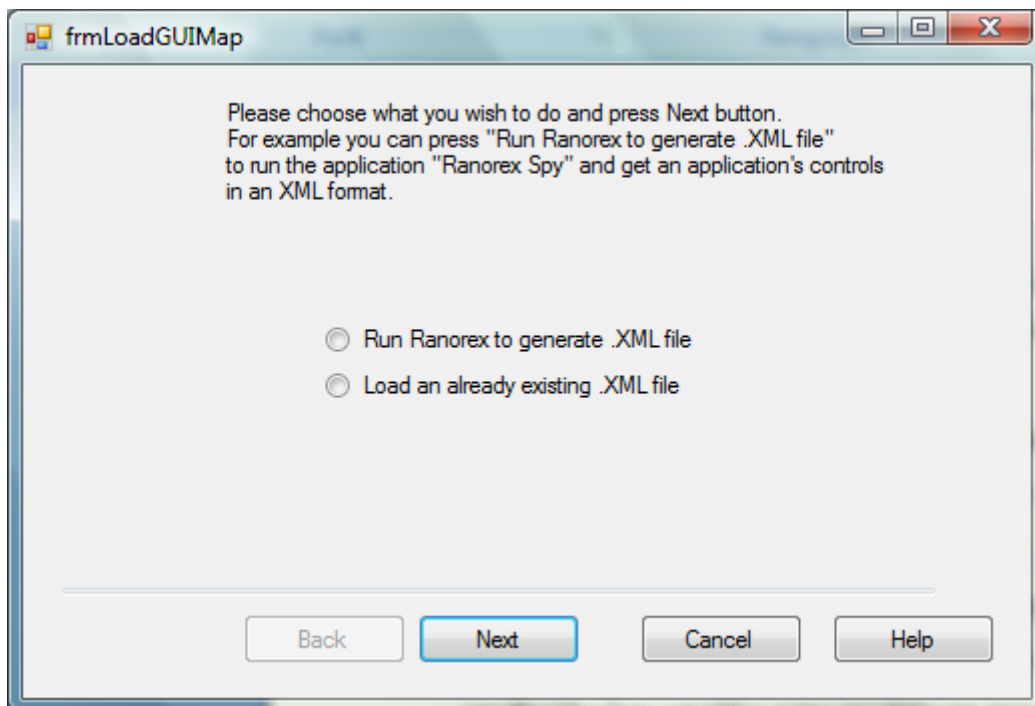 frmLoadGUIMap
Please choose what you wish to do and press Next button.
For example you can press "Run Ranorex to generate .XML file"
to run the application "Ranorex Spy" and get an application's controls
in an XML format.
Run Ranorex to generate .XML file
Load an already existing .XML file
Back
Next
Cancel
Help